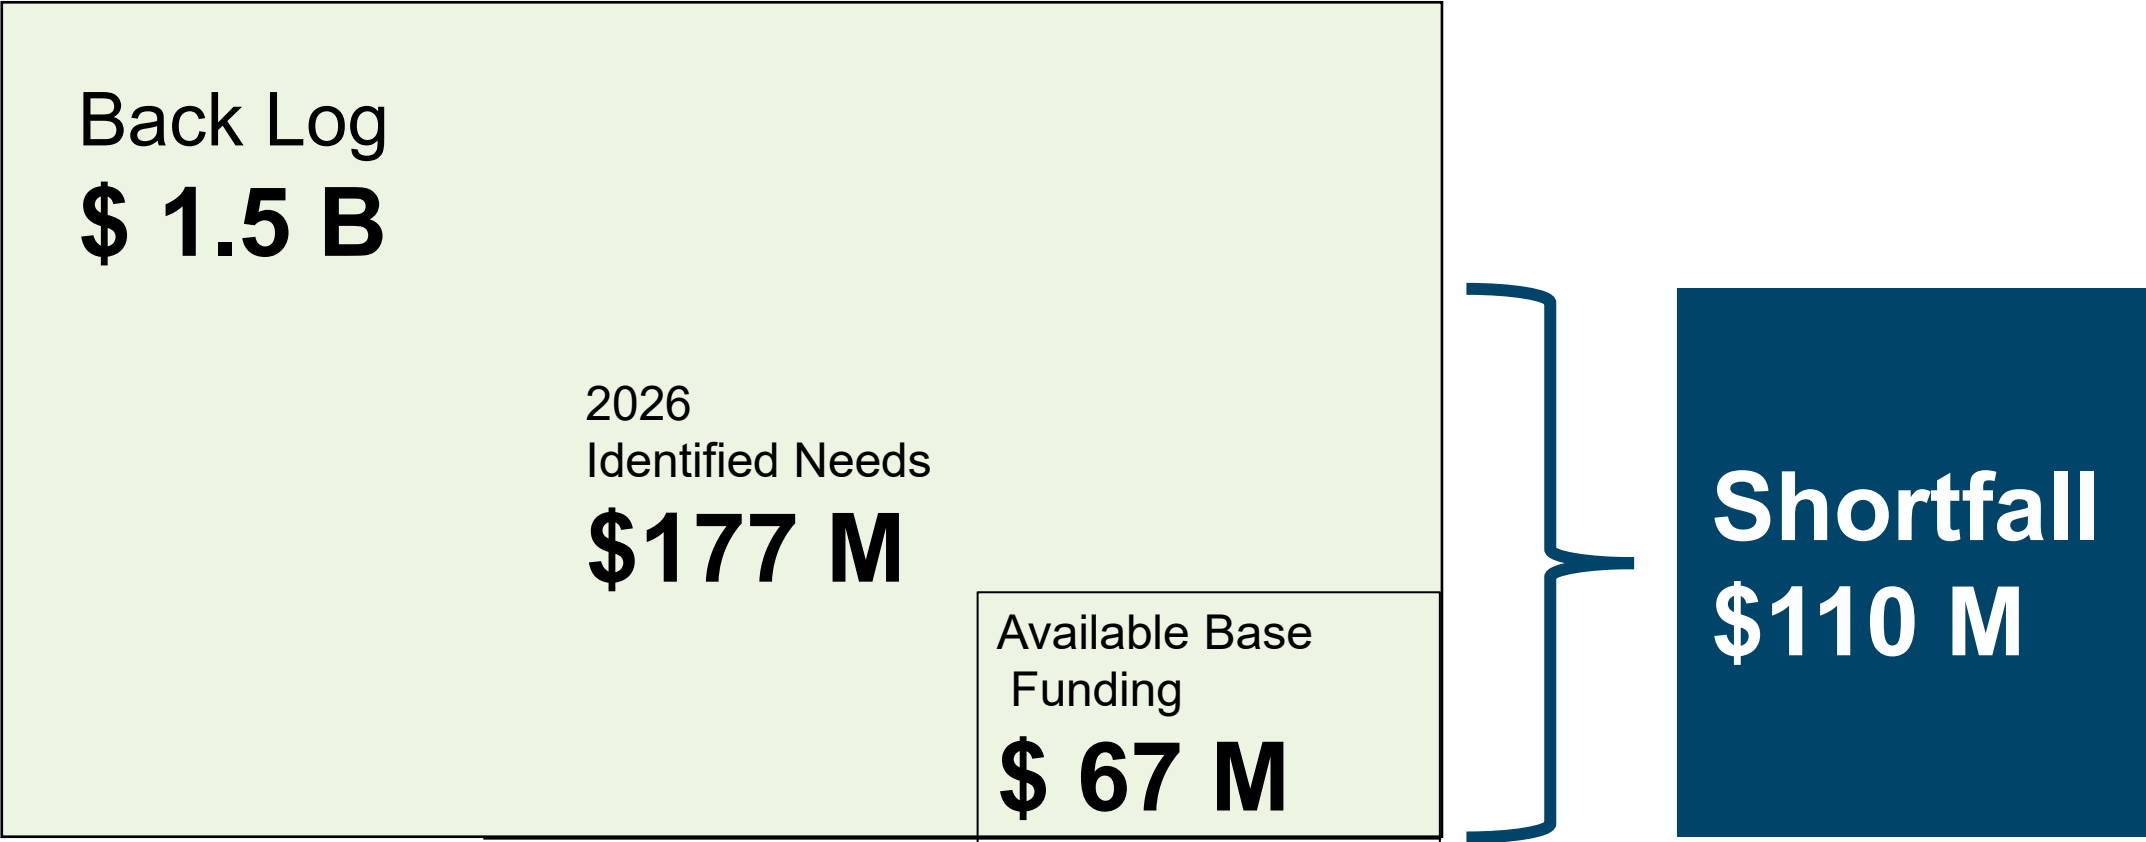 Back Log
$ 1.5 B
2026
Identified Needs
$177 M
Available Base
Funding
$ 67 M
Shortfall
$110 M